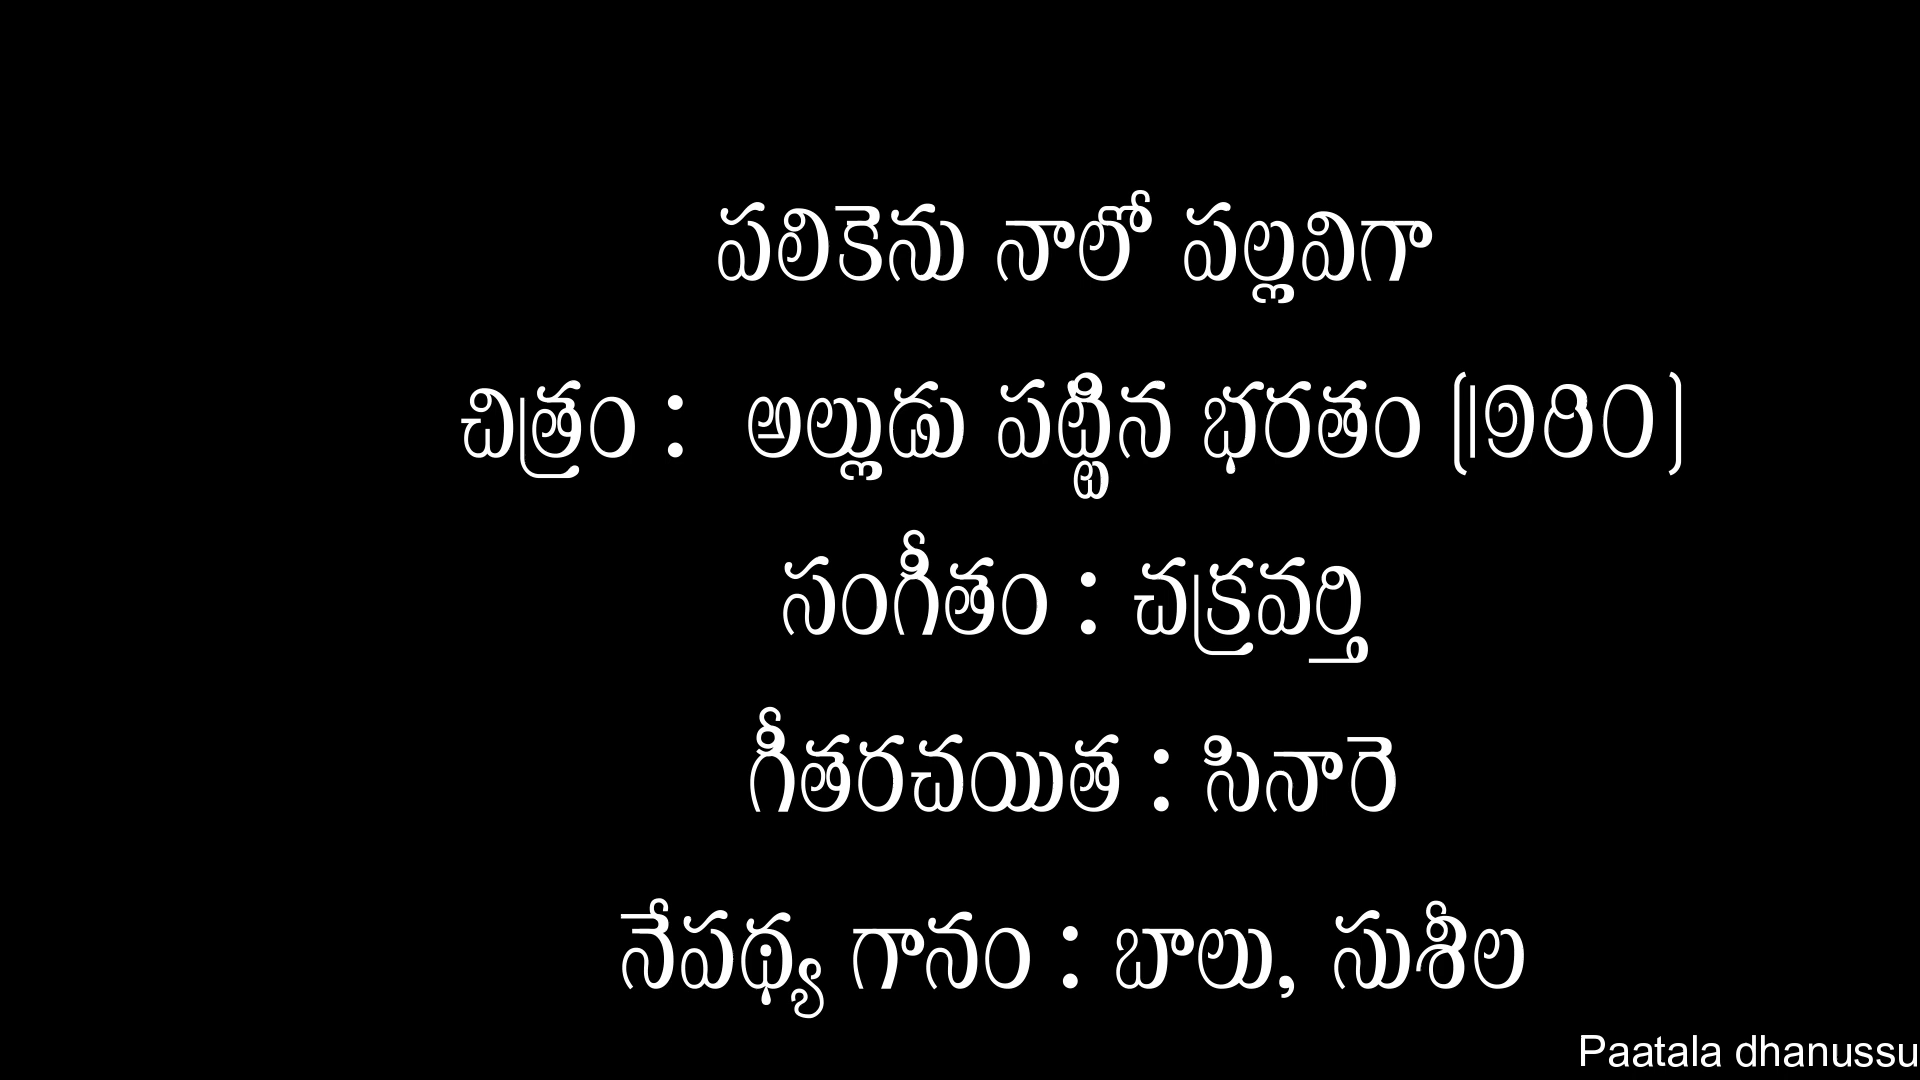 పలికెను నాలో పల్లవిగా
చిత్రం :  అల్లుడు పట్టిన భరతం (1980)
సంగీతం : చక్రవర్తి
గీతరచయిత : సినారె
నేపథ్య గానం : బాలు, సుశీల
Paatala dhanussu